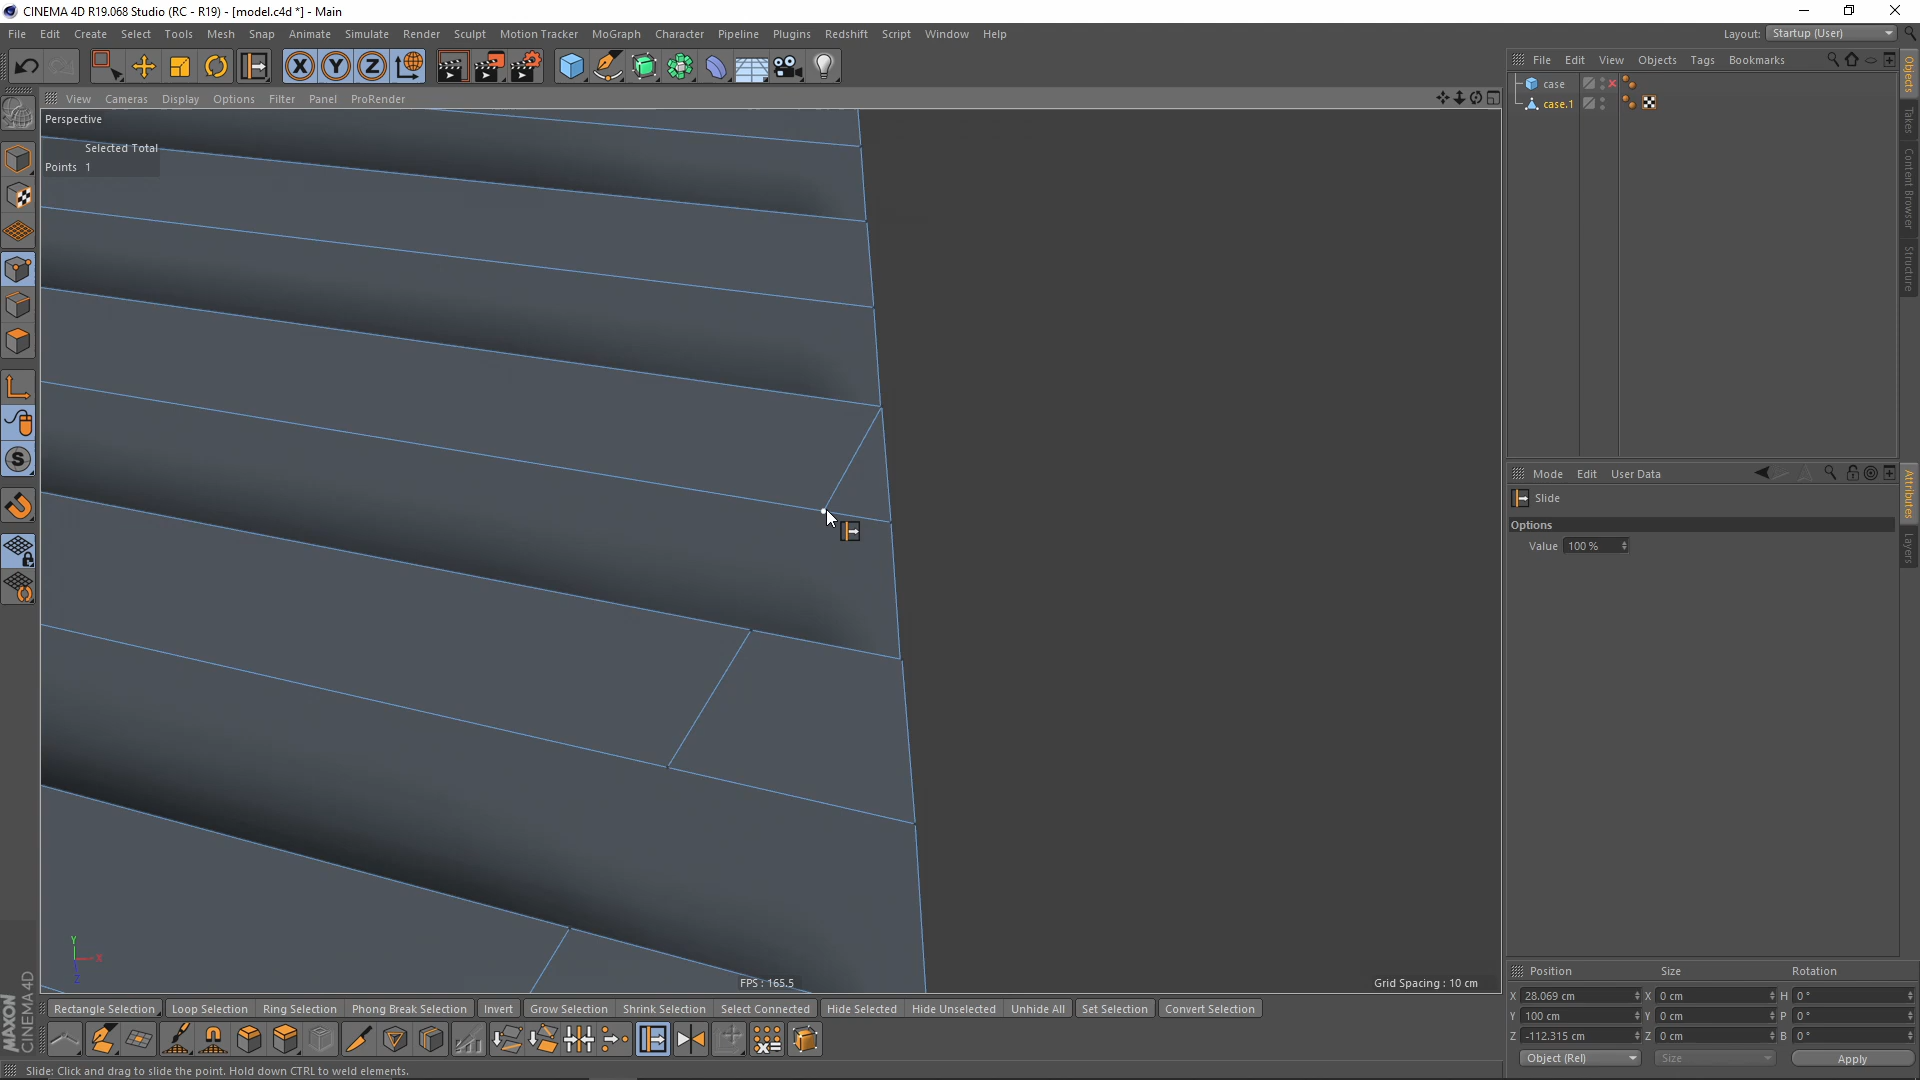 CINEMA 4D R19.068 Studio (RC - R19) - [model.c4d *] - Main
File Edit Create Select Tools Mesh Snap Animate Simulate Render Sculpt Motion Tracker MoGraph Character Pipeline Plugins Redshift Script Window Help
Layout: Startup (User)
View Cameras Display Options Filter Panel ProRender
Perspective
Selected Total
Points 1
File Edit View Objects Tags Bookmarks
case
case.1
Objects
Takes
Content Browser
Structure
Mode Edit User Data
Slide
Options
Value 100 %
Attributes
Layers
X Y Z
S
Y
X
Z
FPS : 165.5
Grid Spacing : 10 cm
Position Size Rotation
X 28.069 cm X 0 cm H 0 °
Y 100 cm Y 0 cm P 0 °
Z -112.315 cm Z 0 cm B 0 °
Object (Rel) Size Apply
Rectangle Selection Loop Selection Ring Selection Phong Break Selection Invert Grow Selection Shrink Selection Select Connected Hide Selected Hide Unselected Unhide All Set Selection Convert Selection
MAXON
CINEMA 4D
Slide: Click and drag to slide the point. Hold down CTRL to weld elements.